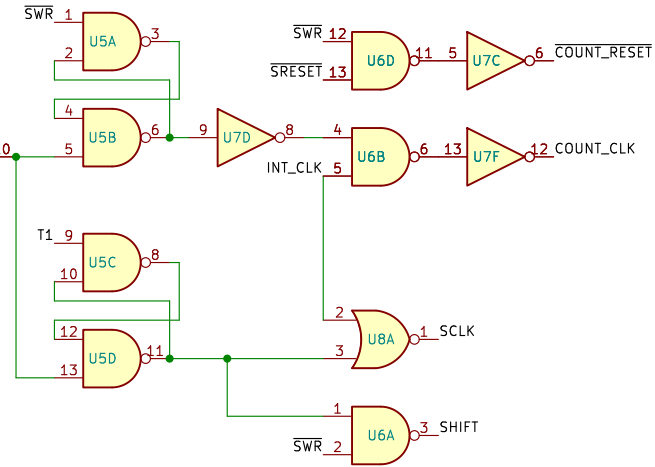 SWR 1 U5A 3 2
SWR 12 U6D 11 5 U7C 6 COUNT_RESET
SRESET 13
4 U5B 6 5
9 U7D 8 4 U6B 6 13 U7F 12 COUNT_CLK
INT_CLK 5
0
T1 9 U5C 8 10
12 U5D 11 13
2 U8A 1 SCLK
3
1 U6A 3 SHIFT
SWR 2